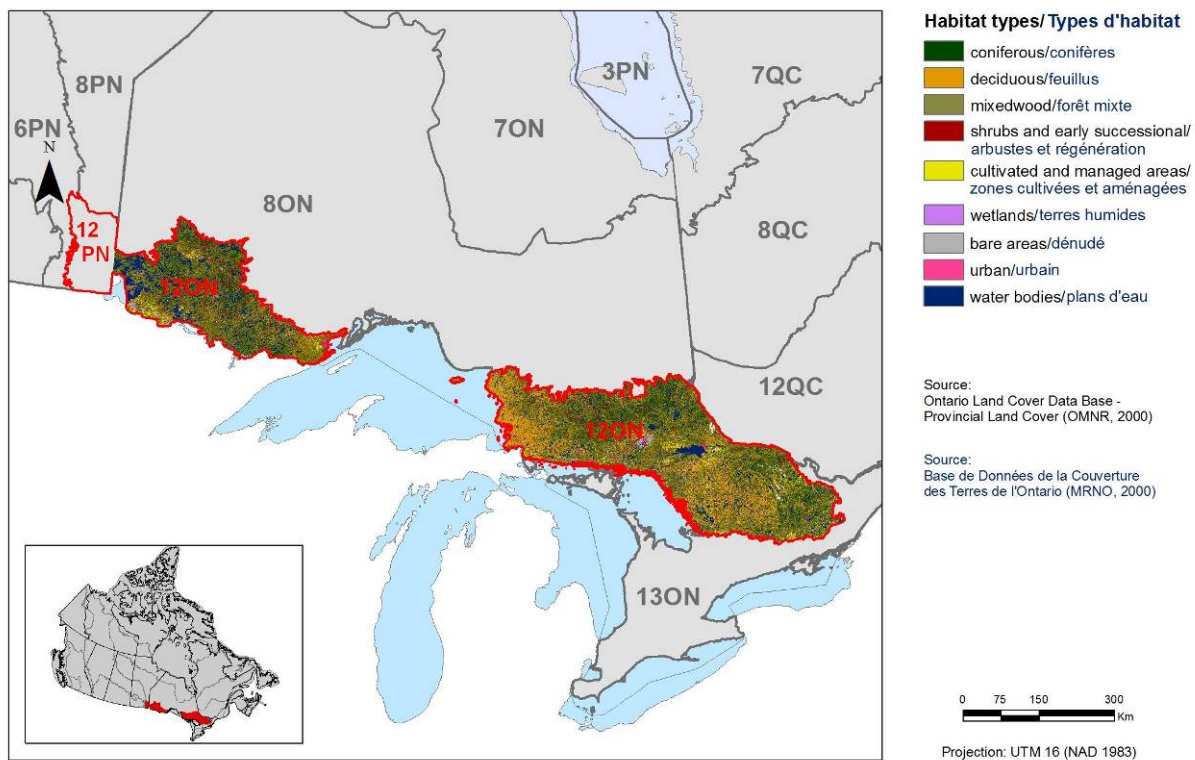 8PN
6PN
N
12
PN
3PN
7QC
7ON
8ON
8QC
12ON
12QC
12ON
13ON
Habitat types/ Types d'habitat
coniferous/conifères
deciduous/feuillus
mixedwood/forêt mixte
shrubs and early successional/
arbustes et régénération
cultivated and managed areas/
zones cultivées et aménagées
wetlands/terres humides
bare areas/dénudé
urban/urbain
water bodies/plans d'eau
Source:
Ontario Land Cover Data Base -
Provincial Land Cover (OMNR, 2000)
Source:
Base de Données de la Couverture
des Terres de l'Ontario (MRNO, 2000)
0 75 150 300
Km
Projection: UTM 16 (NAD 1983)